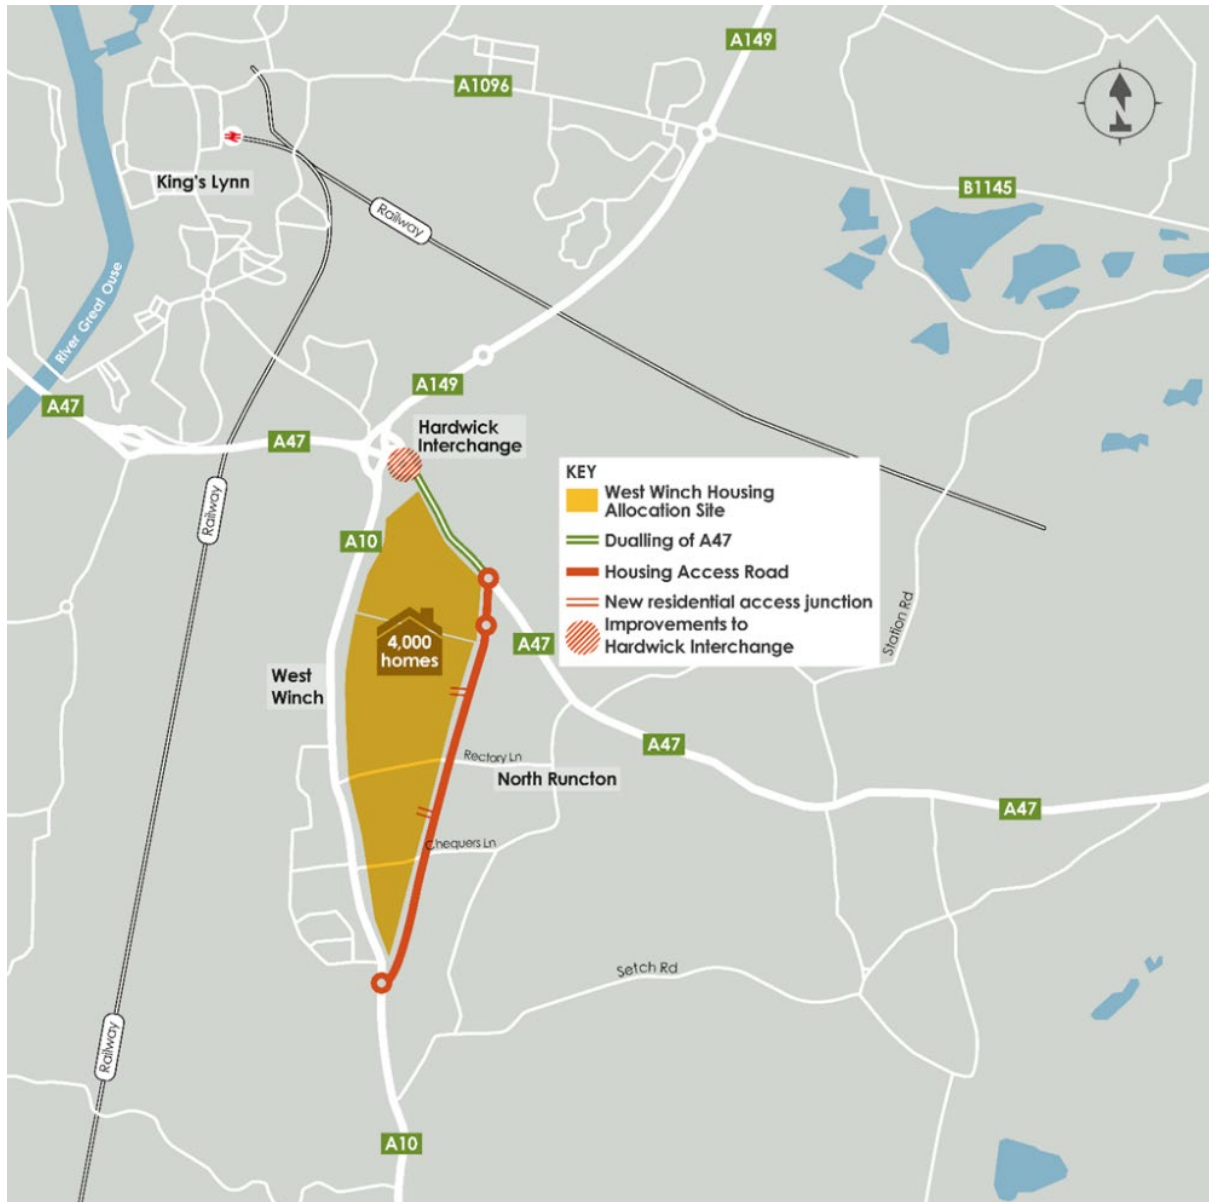 A149
A1096
King's Lynn
B1145
Railway
River Great Ouse
A149
A47
A47
Hardwick
Interchange
Railway
A10
KEY
West Winch Housing
Allocation Site
Dualling of A47
Housing Access Road
New residential access junction
Improvements to
Hardwick Interchange
Station Rd
4,000
homes
A47
West
Winch
A47
Rectory Ln
North Runcton
A47
Chequers Ln
Setch Rd
Railway
A10